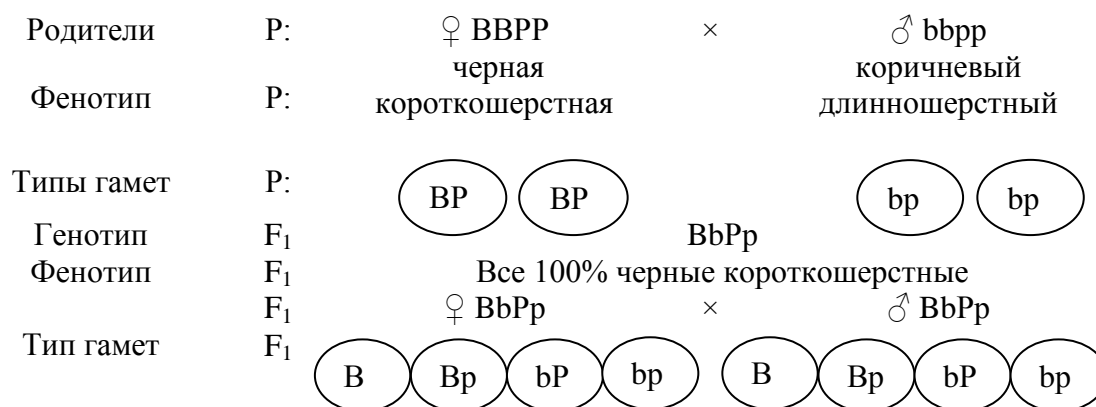 Родители P: ♀ BBPP × ♂ bbpp
черная коричневый
Фенотип P: короткошерстная длинношерстный
Типы гамет P: BP BP bp bp
Генотип F₁ BbPp
Фенотип F₁ Все 100% черные короткошерстные
F₁ ♀ BbPp × ♂ BbPp
Тип гамет F₁
B Bp bP bp B Bp bP bp